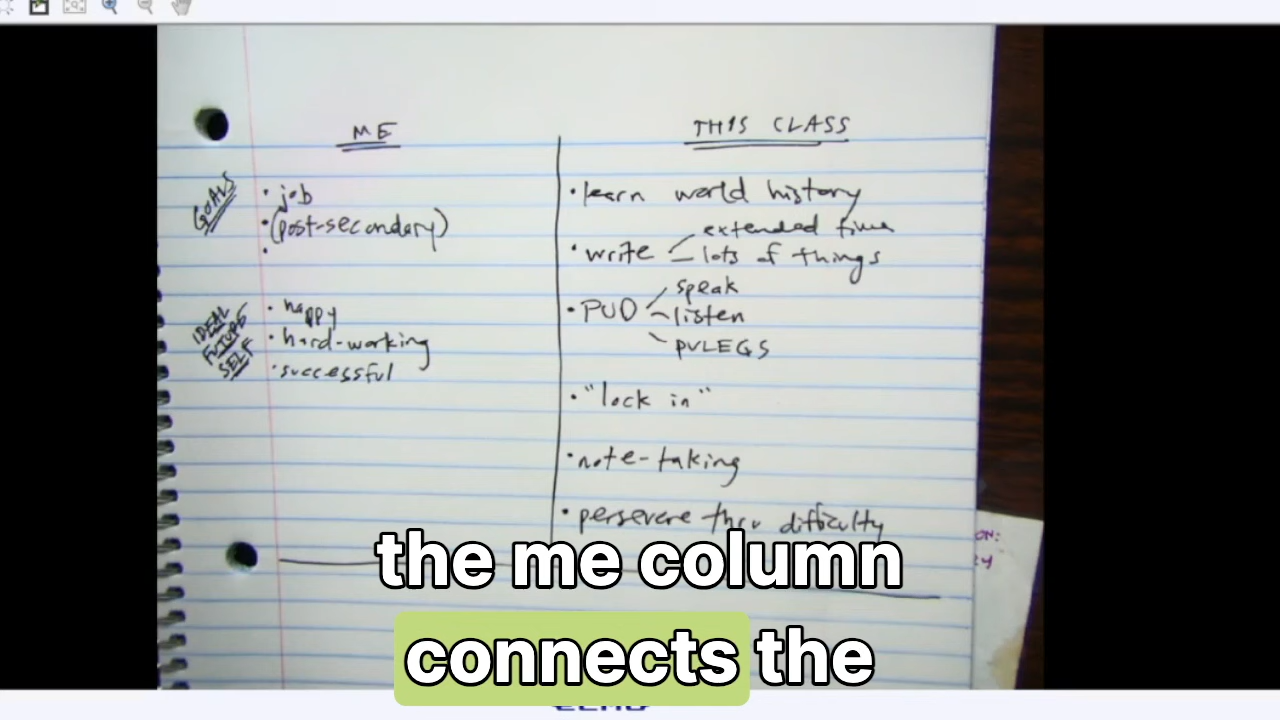 ME
THIS CLASS
GOALS
• job
• (post-secondary)
•
IDEAL
FUTURE
SELF
• happy
• hard-working
• successful
• learn world history
• write
extended time
lots of things
• PUD
speak
listen
PVLEGS
• "lock in"
• note-taking
• persevere thru difficulty
ON:
the me column
connects the